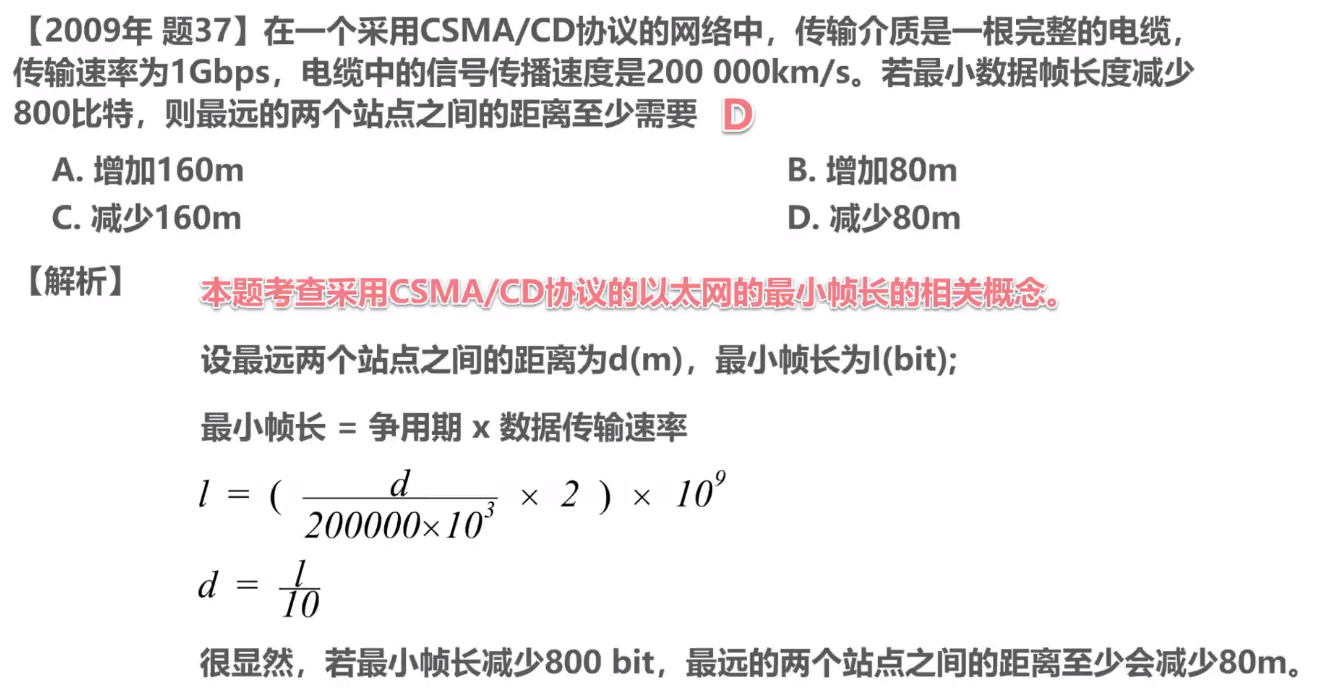 【2009年 题37】在一个采用CSMA/CD协议的网络中，传输介质是一根完整的电缆，
传输速率为1Gbps，电缆中的信号传播速度是200 000km/s。若最小数据帧长度减少
800比特，则最远的两个站点之间的距离至少需要 D
A. 增加160m B. 增加80m
C. 减少160m D. 减少80m
【解析】 本题考查采用CSMA/CD协议的以太网的最小帧长的相关概念。
设最远两个站点之间的距离为d(m)，最小帧长为l(bit);
最小帧长 = 争用期 x 数据传输速率
l = ( d / 200000×10³ × 2 ) × 10⁹
d = l / 10
很显然，若最小帧长减少800 bit，最远的两个站点之间的距离至少会减少80m。